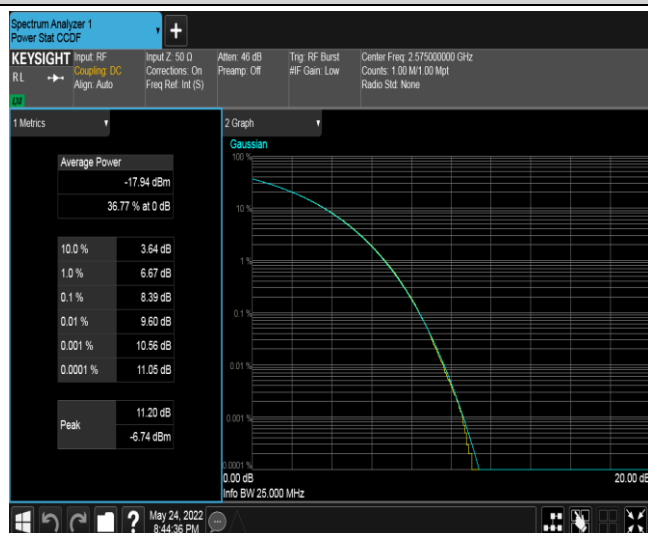 Spectrum Analyzer 1
Power Stat CCDF
+
KEYSIGHT
RL
LXI
Input: RF
Coupling: DC
Align: Auto
Input Z: 50 Ω
Corrections: On
Freq Ref: Int (S)
Atten: 46 dB
Preamp: Off
Trig: RF Burst
#IF Gain: Low
Center Freq: 2.575000000 GHz
Counts: 1.00 M/1.00 Mpt
Radio Std: None
1 Metrics
Average Power
-17.94 dBm
36.77 % at 0 dB
10.0 % 3.64 dB
1.0 % 6.67 dB
0.1 % 8.39 dB
0.01 % 9.60 dB
0.001 % 10.56 dB
0.0001 % 11.05 dB
Peak
11.20 dB
-6.74 dBm
2 Graph
Gaussian
100 %
10 %
1 %
0.1 %
0.01 %
0.001 %
0.0001 %
0.00 dB
20.00 dB
Info BW 25.000 MHz
?
May 24, 2022
8:44:36 PM